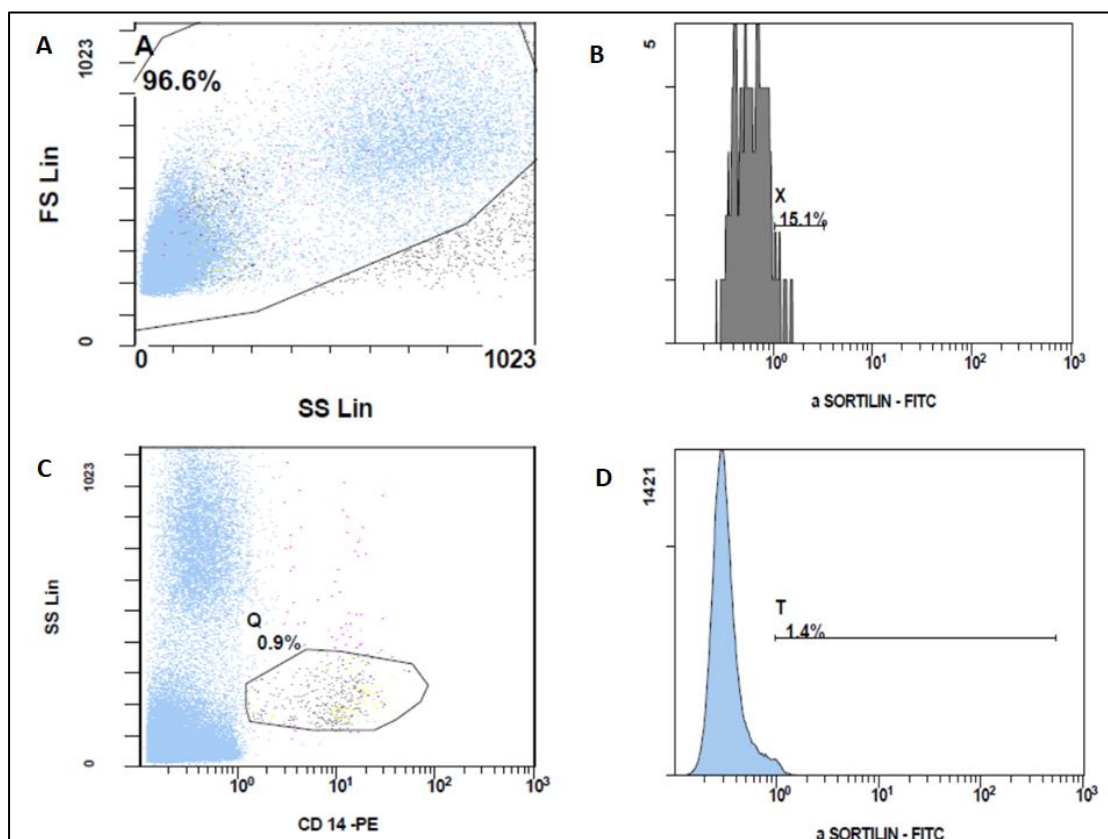 A
A
96.6%
1023
FS Lin
0
0
1023
SS Lin
B
5
X
15.1%
10⁰
10¹
10²
10³
a SORTILIN - FITC
C
1023
SS Lin
0
Q
0.9%
10⁰
10¹
10²
10³
CD 14 -PE
D
1421
T
1.4%
10⁰
10¹
10²
10³
a SORTILIN - FITC